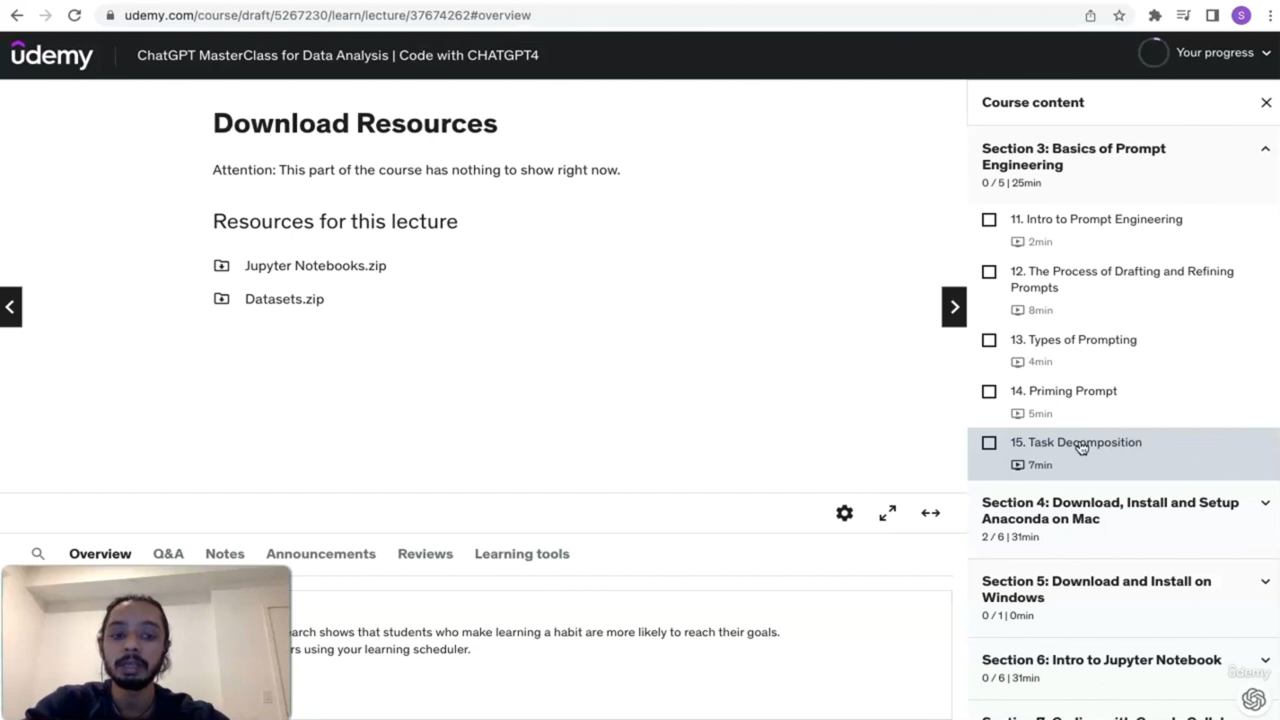 udemy.com/course/draft/5267230/learn/lecture/37674262#overview
S
ûdemy
ChatGPT MasterClass for Data Analysis | Code with CHATGPT4
Your progress
Download Resources
Attention: This part of the course has nothing to show right now.
Resources for this lecture
Jupyter Notebooks.zip
Datasets.zip
Overview
Q&A
Notes
Announcements
Reviews
Learning tools
arch shows that students who make learning a habit are more likely to reach their goals.
rs using your learning scheduler.
Course content
Section 3: Basics of Prompt
Engineering
0 / 5 | 25min
11. Intro to Prompt Engineering
2min
12. The Process of Drafting and Refining
Prompts
8min
13. Types of Prompting
4min
14. Priming Prompt
5min
15. Task Decomposition
7min
Section 4: Download, Install and Setup
Anaconda on Mac
2 / 6 | 31min
Section 5: Download and Install on
Windows
0 / 1 | 0min
Section 6: Intro to Jupyter Notebook
0 / 6 | 31min
ûdemy